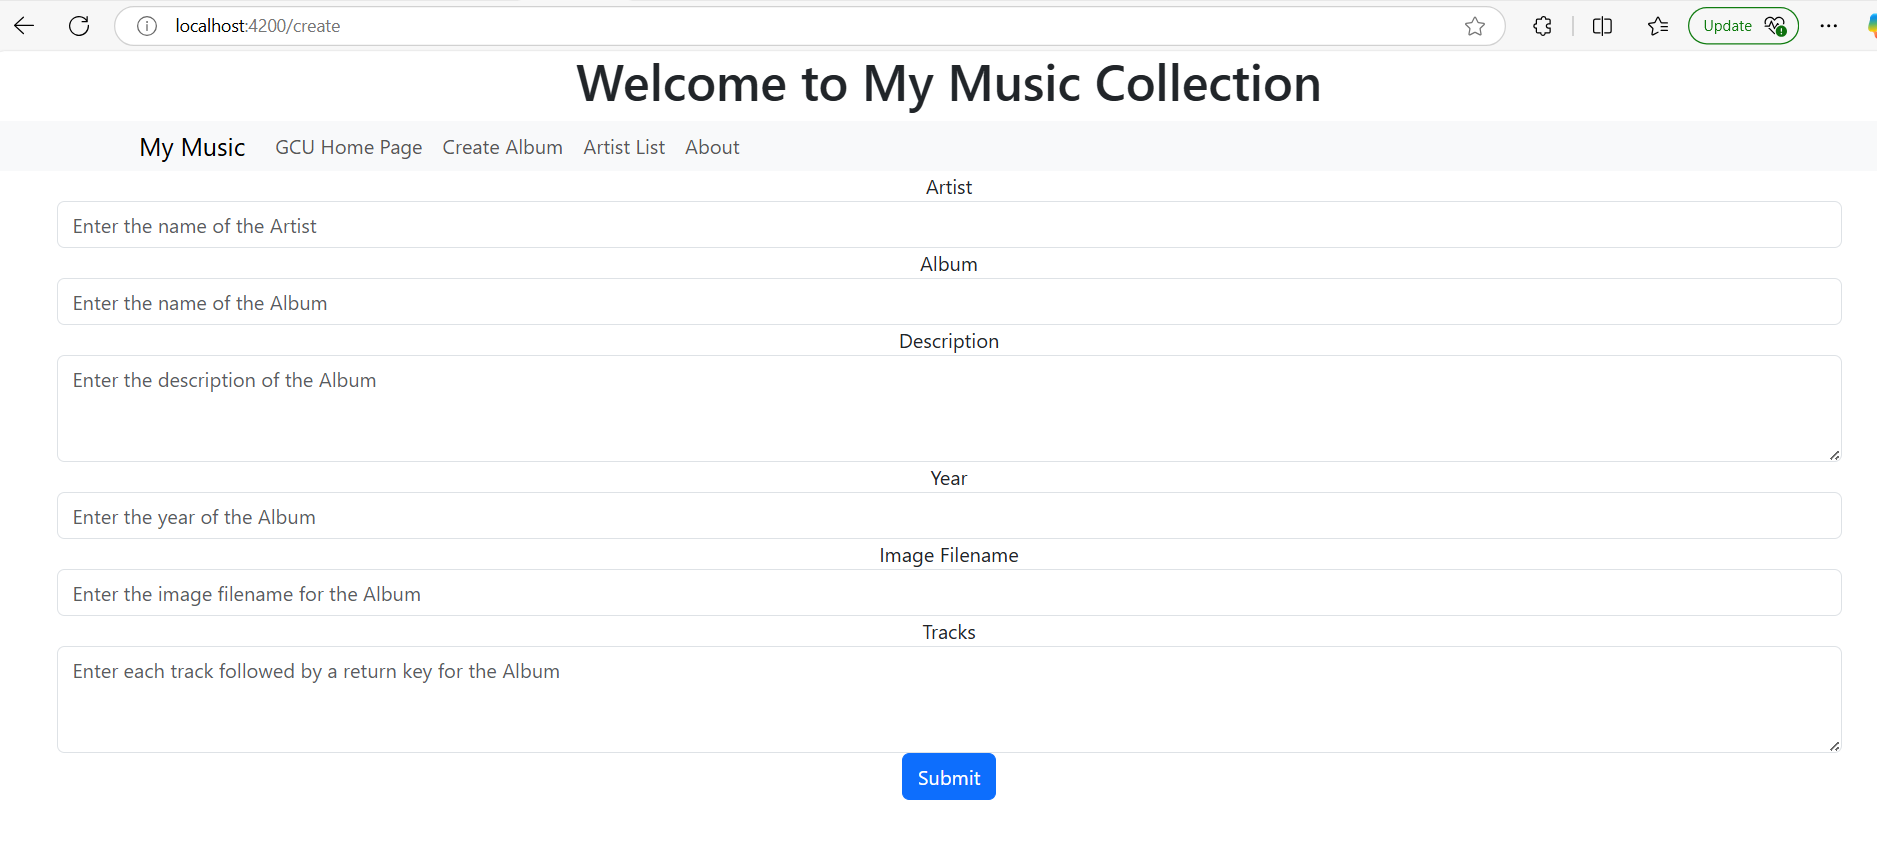 localhost:4200/create
Update
Welcome to My Music Collection
My Music GCU Home Page Create Album Artist List About
Artist
Enter the name of the Artist
Album
Enter the name of the Album
Description
Enter the description of the Album
Year
Enter the year of the Album
Image Filename
Enter the image filename for the Album
Tracks
Enter each track followed by a return key for the Album
Submit